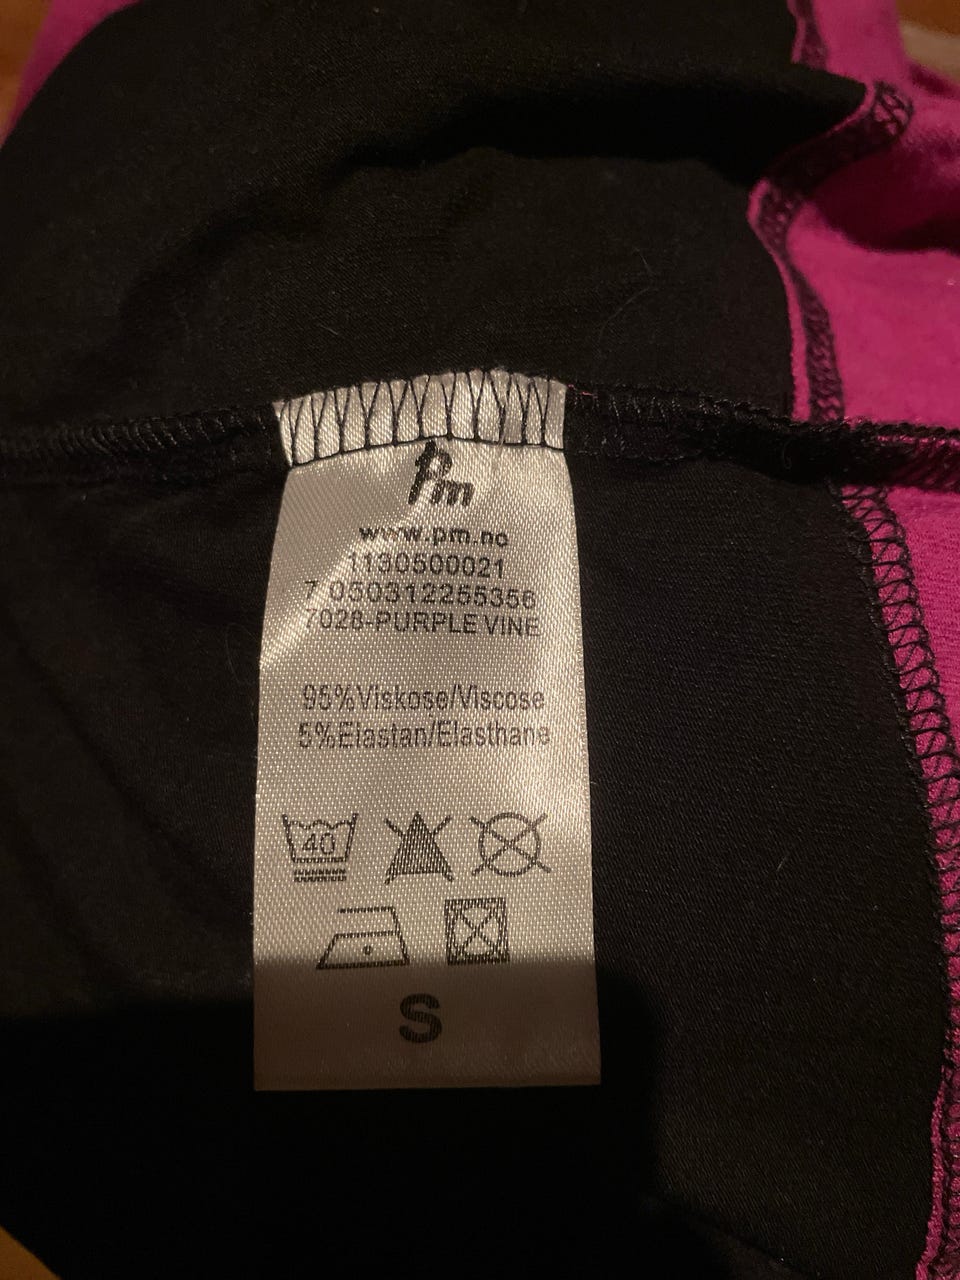 Pm
www.pm.no
1130500021
7 050312255356
7028-PURPLE VINE
95%Viskose/Viscose
5%Elastan/Elasthane
40
S